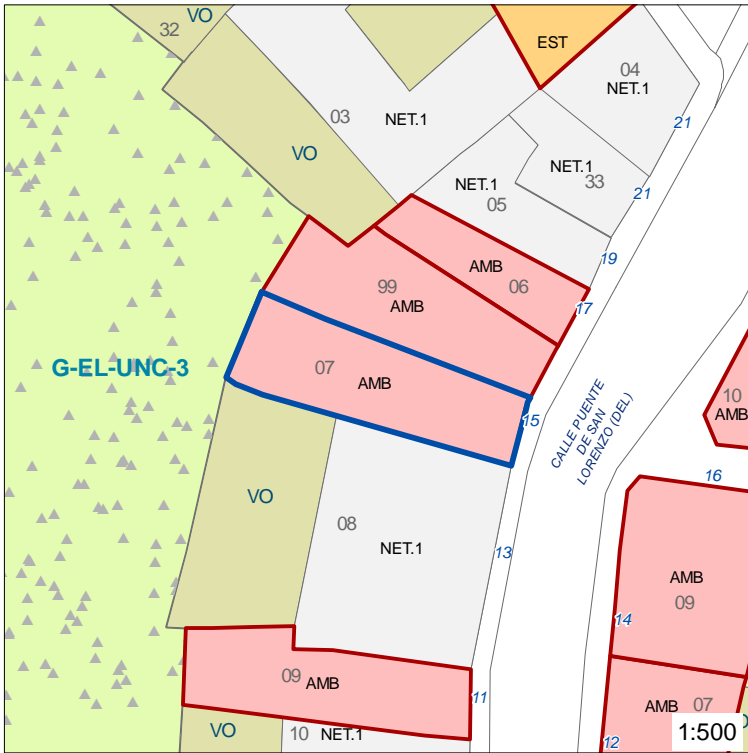 VO
32
EST
04
NET.1
03
NET.1
21
VO
NET.1
33
NET.1
05
21
19
AMB
06
99
AMB
17
G-EL-UNC-3
07
AMB
15
CALLE PUENTE
DE SAN
LORENZO (DEL)
10
AMB
16
VO
08
NET.1
13
AMB
09
14
09
AMB
11
VO
10
NET.1
AMB
07
12
1:500